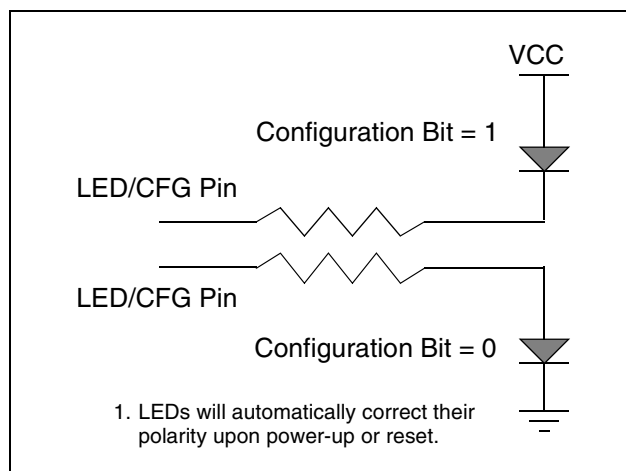 VCC
Configuration Bit = 1
LED/CFG Pin
LED/CFG Pin
Configuration Bit = 0
1. LEDs will automatically correct their
polarity upon power-up or reset.